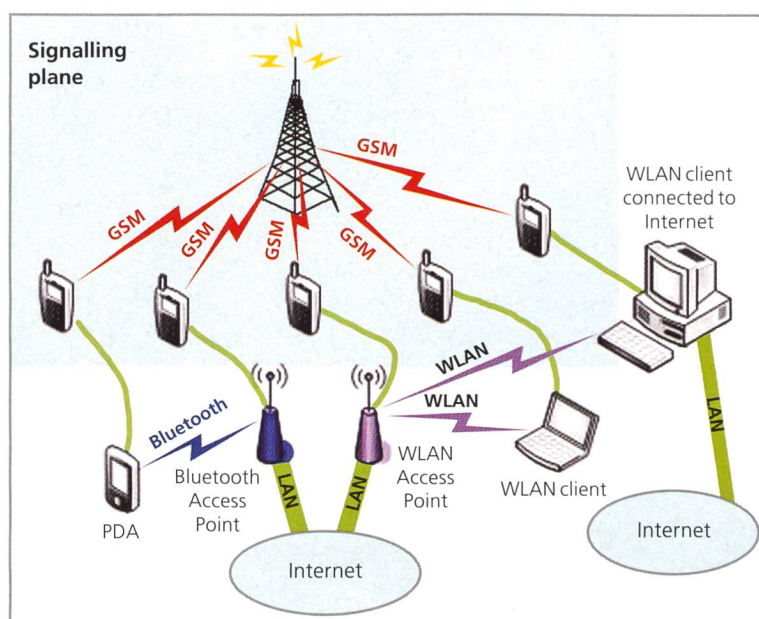 Signalling
plane
GSM
GSM
GSM
GSM
GSM
WLAN client
connected to
Internet
WLAN
WLAN
Bluetooth
LAN
LAN
LAN
PDA
Bluetooth
Access
Point
WLAN
Access
Point
WLAN client
Internet
Internet